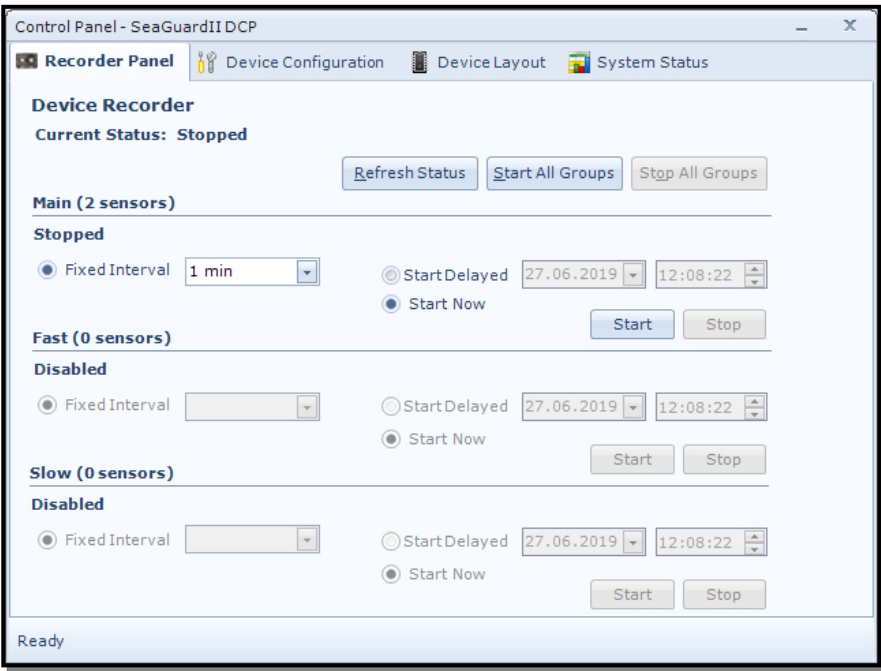 Control Panel - SeaGuardII DCP
Recorder Panel Device Configuration Device Layout System Status
Device Recorder
Current Status: Stopped
Refresh Status Start All Groups Stop All Groups
Main (2 sensors)
Stopped
Fixed Interval 1 min Start Delayed 27.06.2019 12:08:22
Start Now
Start Stop
Fast (0 sensors)
Disabled
Fixed Interval Start Delayed 27.06.2019 12:08:22
Start Now
Start Stop
Slow (0 sensors)
Disabled
Fixed Interval Start Delayed 27.06.2019 12:08:22
Start Now
Start Stop
Ready